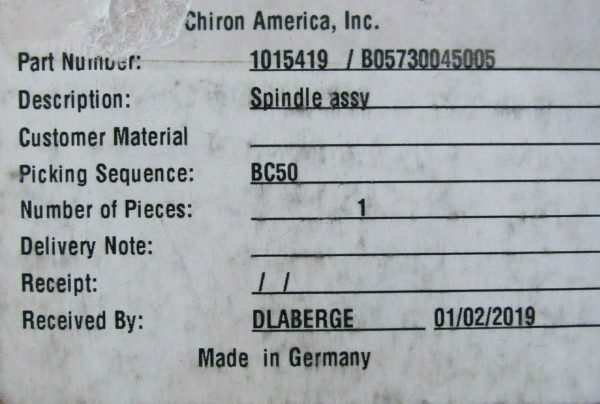 Chiron America, Inc.
Part Number: 1015419 / B05730045005
Description: Spindle assy
Customer Material
Picking Sequence: BC50
Number of Pieces: 1
Delivery Note:
Receipt: / /
Received By: DLABERGE 01/02/2019
Made in Germany